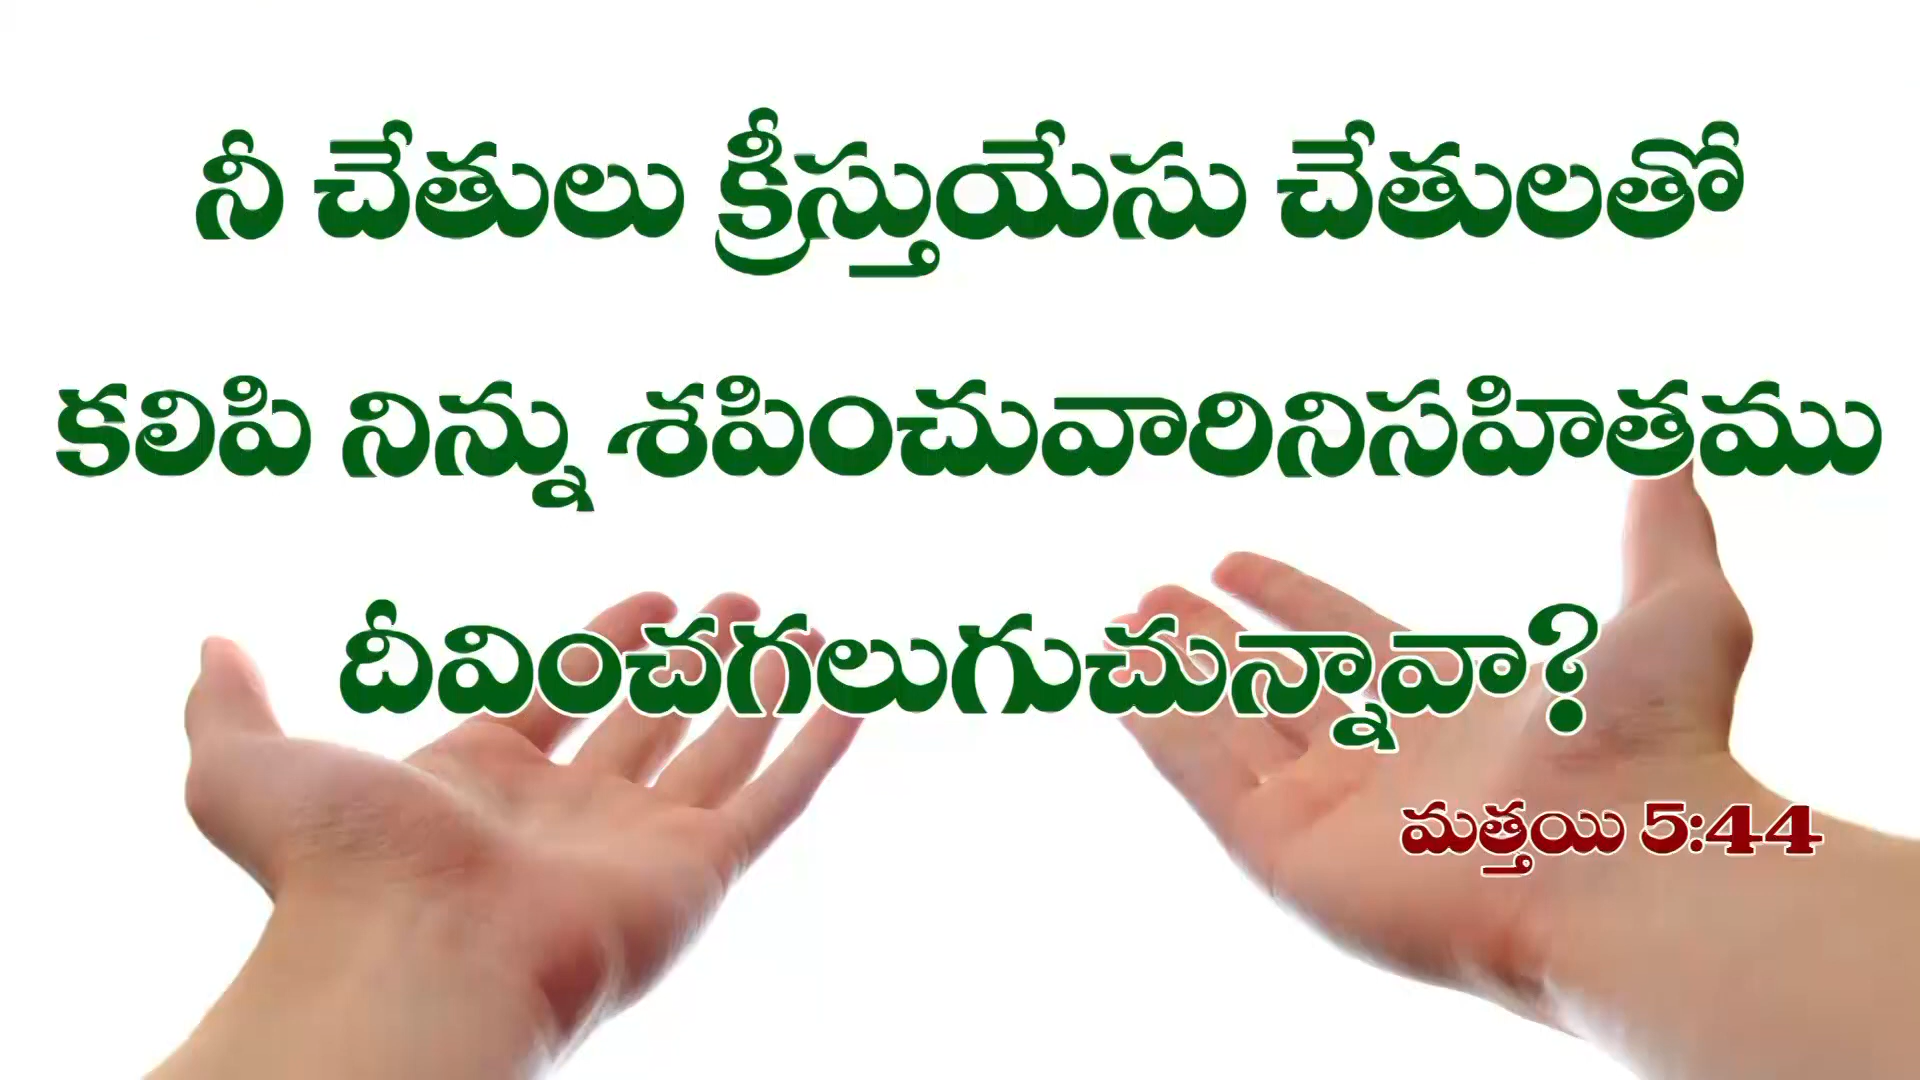 నీ చేతులు క్రీస్తుయేసు చేతులతో
కలిపి నిన్ను శపించువారినిసహితము
దీవించగలుగుచున్నావా?
మత్తయి 5:44